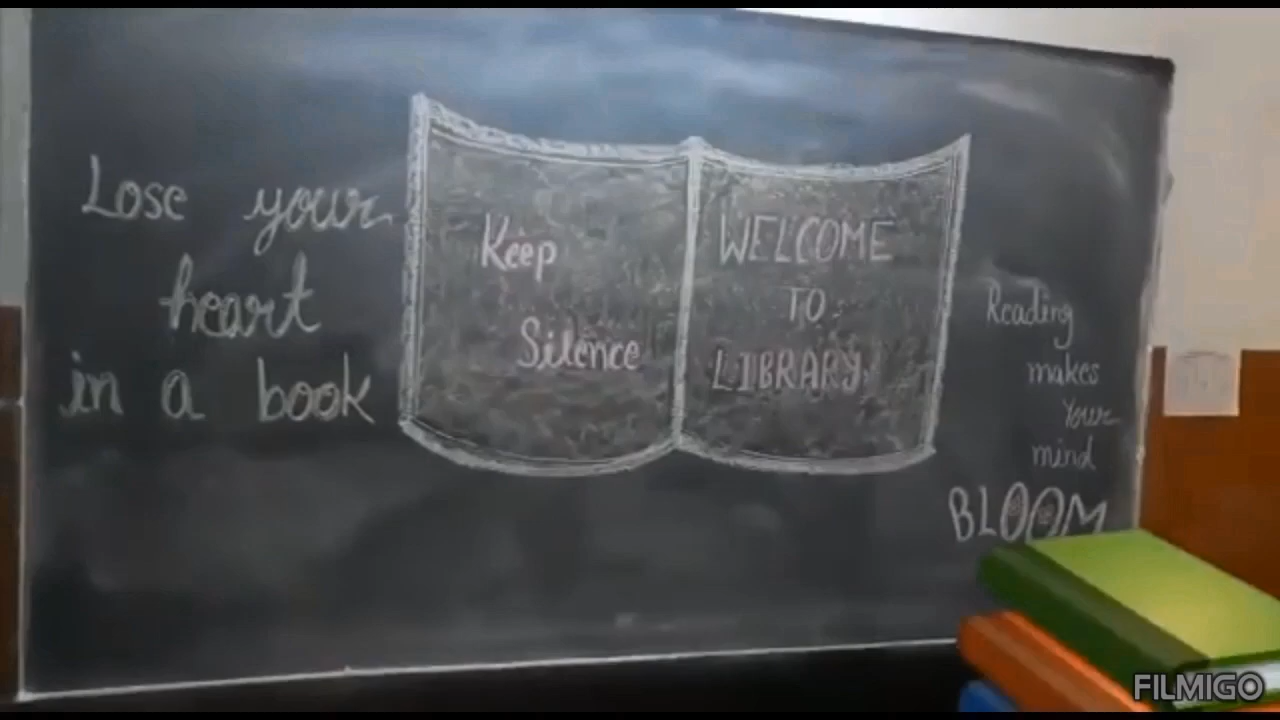 Lose your
heart
in a book
Keep
Silence
WELCOME
TO
LIBRARY
Reading
makes
Your
mind
BLOOM
FILMIGO